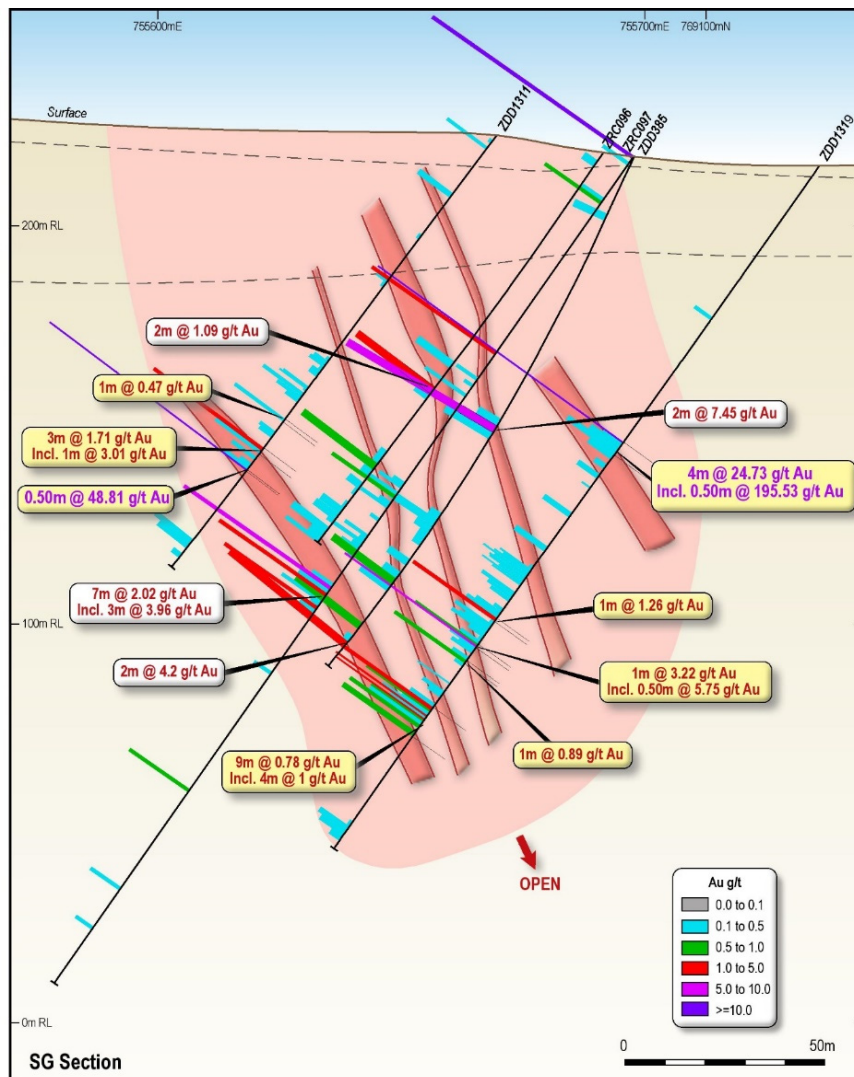 755600mE
755700mE 769100mN
Surface
ZDD1311
ZRC096
ZRC097
ZDD385
ZDD1319
200m RL
2m @ 1.09 g/t Au
1m @ 0.47 g/t Au
3m @ 1.71 g/t Au
Incl. 1m @ 3.01 g/t Au
0.50m @ 48.81 g/t Au
2m @ 7.45 g/t Au
4m @ 24.73 g/t Au
Incl. 0.50m @ 195.53 g/t Au
7m @ 2.02 g/t Au
Incl. 3m @ 3.96 g/t Au
1m @ 1.26 g/t Au
100m RL
2m @ 4.2 g/t Au
1m @ 3.22 g/t Au
Incl. 0.50m @ 5.75 g/t Au
9m @ 0.78 g/t Au
Incl. 4m @ 1 g/t Au
1m @ 0.89 g/t Au
OPEN
Au g/t
0.0 to 0.1
0.1 to 0.5
0.5 to 1.0
1.0 to 5.0
5.0 to 10.0
>=10.0
0m RL
0
50m
SG Section